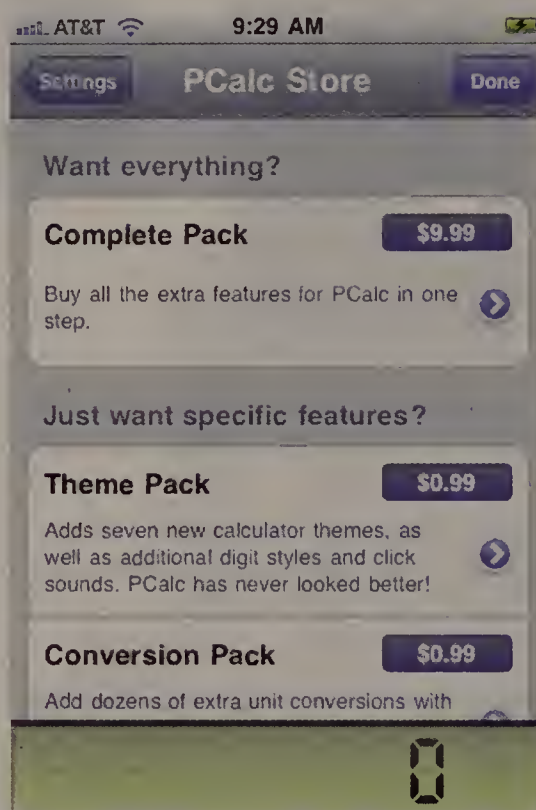 AT&T 9:29 AM
Settings PCalc Store Done
Want everything?
Complete Pack $9.99
Buy all the extra features for PCalc in one
step.
Just want specific features?
Theme Pack $0.99
Adds seven new calculator themes, as
well as additional digit styles and click
sounds. PCalc has never looked better!
Conversion Pack $0.99
Add dozens of extra unit conversions with
0